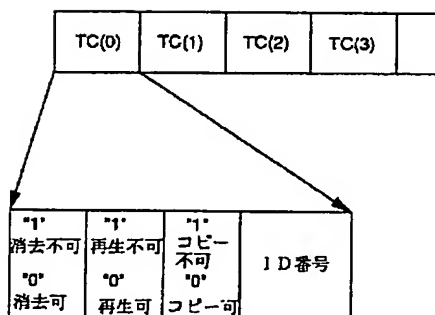 TC(0) TC(1) TC(2) TC(3)
"1" "1" "1"
消去不可 再生不可 コピー
不可
ID番号
"0" "0" "0"
消去可 再生可 コピー可